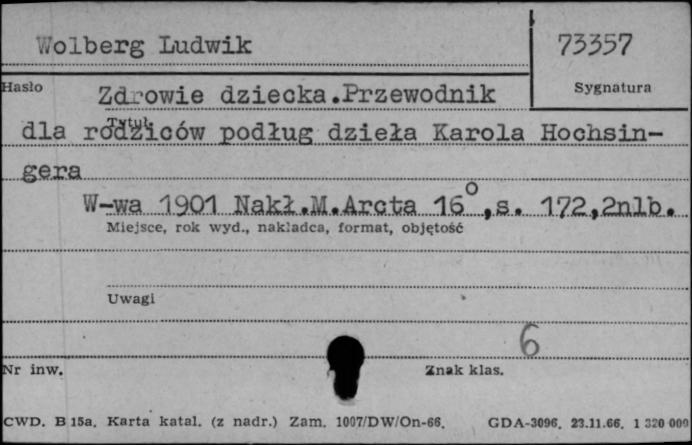 Wolberg Ludwik
73357
Hasło
Sygnatura
Zdrowie dziecka.Przewodnik
Tytuł
dla rodziców podług dzieła Karola Hochsin-
gera
W-wa 1901 Nakł.M.Arcta 16°,s. 172,2nlb.
Miejsce, rok wyd., nakładca, format, objętość
Uwagi
6
Nr inw.
Znak klas.
CWD. B 15a. Karta katal. (z nadr.) Zam. 1007/DW/On-66. GDA-3096. 23.11.66. 1 320 000